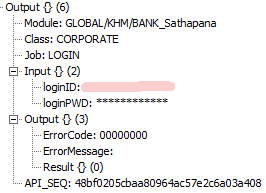 Output {} (6)
Module: GLOBAL/KHM/BANK_Sathapana
Class: CORPORATE
Job: LOGIN
Input {} (2)
loginID:
loginPWD: ************
Output {} (3)
ErrorCode: 00000000
ErrorMessage:
Result {} (0)
API_SEQ: 48bf0205cbaa80964ac57e2c6a03a408